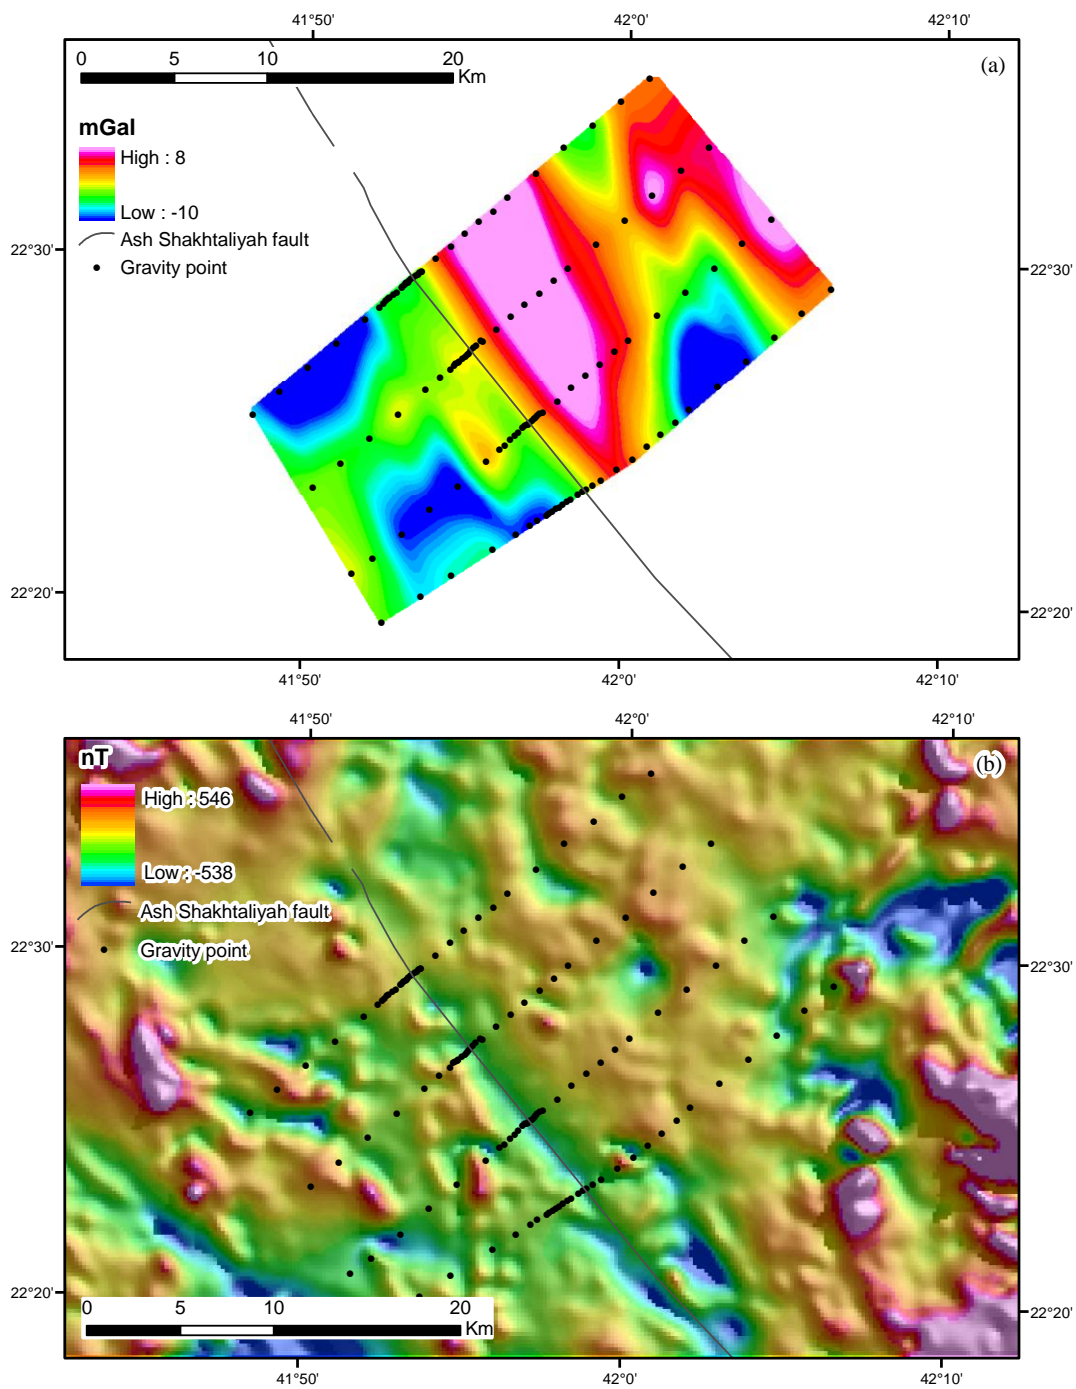 41°50' 42°0' 42°10'
0 5 10 20
Km
(a)
mGal
High : 8
Low : -10
Ash Shakhtaliyah fault
Gravity point
22°30' 22°30'
22°20' 22°20'
41°50' 42°0' 42°10'
41°50' 42°0' 42°10'
nT
(b)
High : 546
Low : -538
Ash Shakhtaliyah fault
Gravity point
22°30' 22°30'
22°20' 22°20'
0 5 10 20
Km
41°50' 42°0' 42°10'